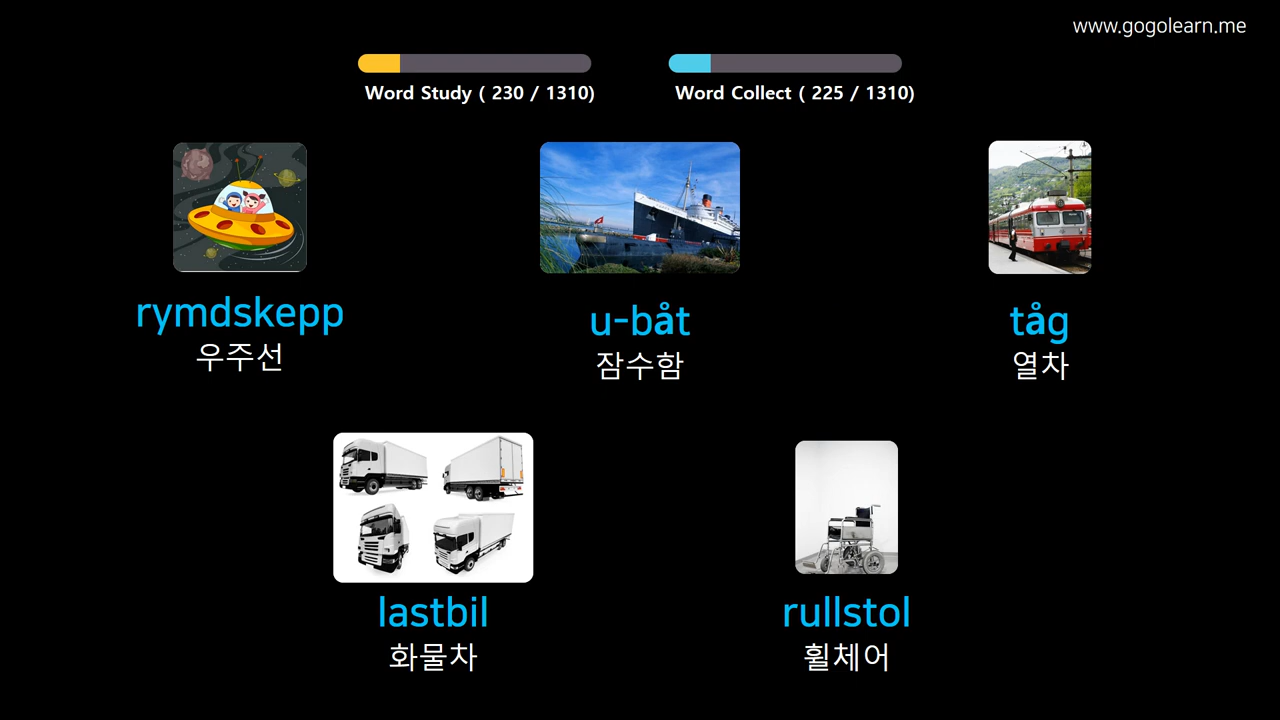 www.gogolearn.me
Word Study ( 230 / 1310)
Word Collect ( 225 / 1310)
rymdskepp
우주선
u-båt
잠수함
tåg
열차
lastbil
화물차
rullstol
휠체어